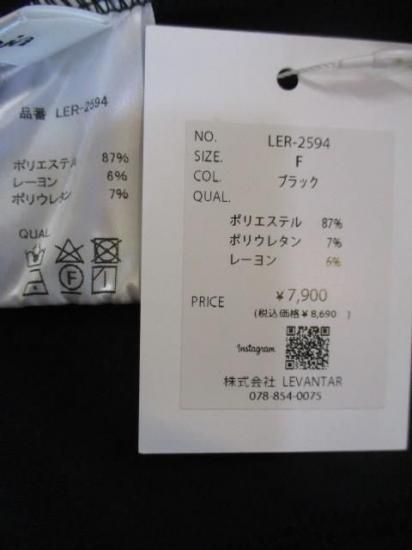 品番 LER-2594
ポリエステル 87%
レーヨン 6%
ポリウレタン 7%
QUAL
F
NO. LER-2594
SIZE. F
COL. ブラック
QUAL.
ポリエステル 87%
ポリウレタン 7%
レーヨン 6%
PRICE ¥7,900
(税込価格¥8,690 )
Instagram
株式会社 LEVANTAR
078-854-0075